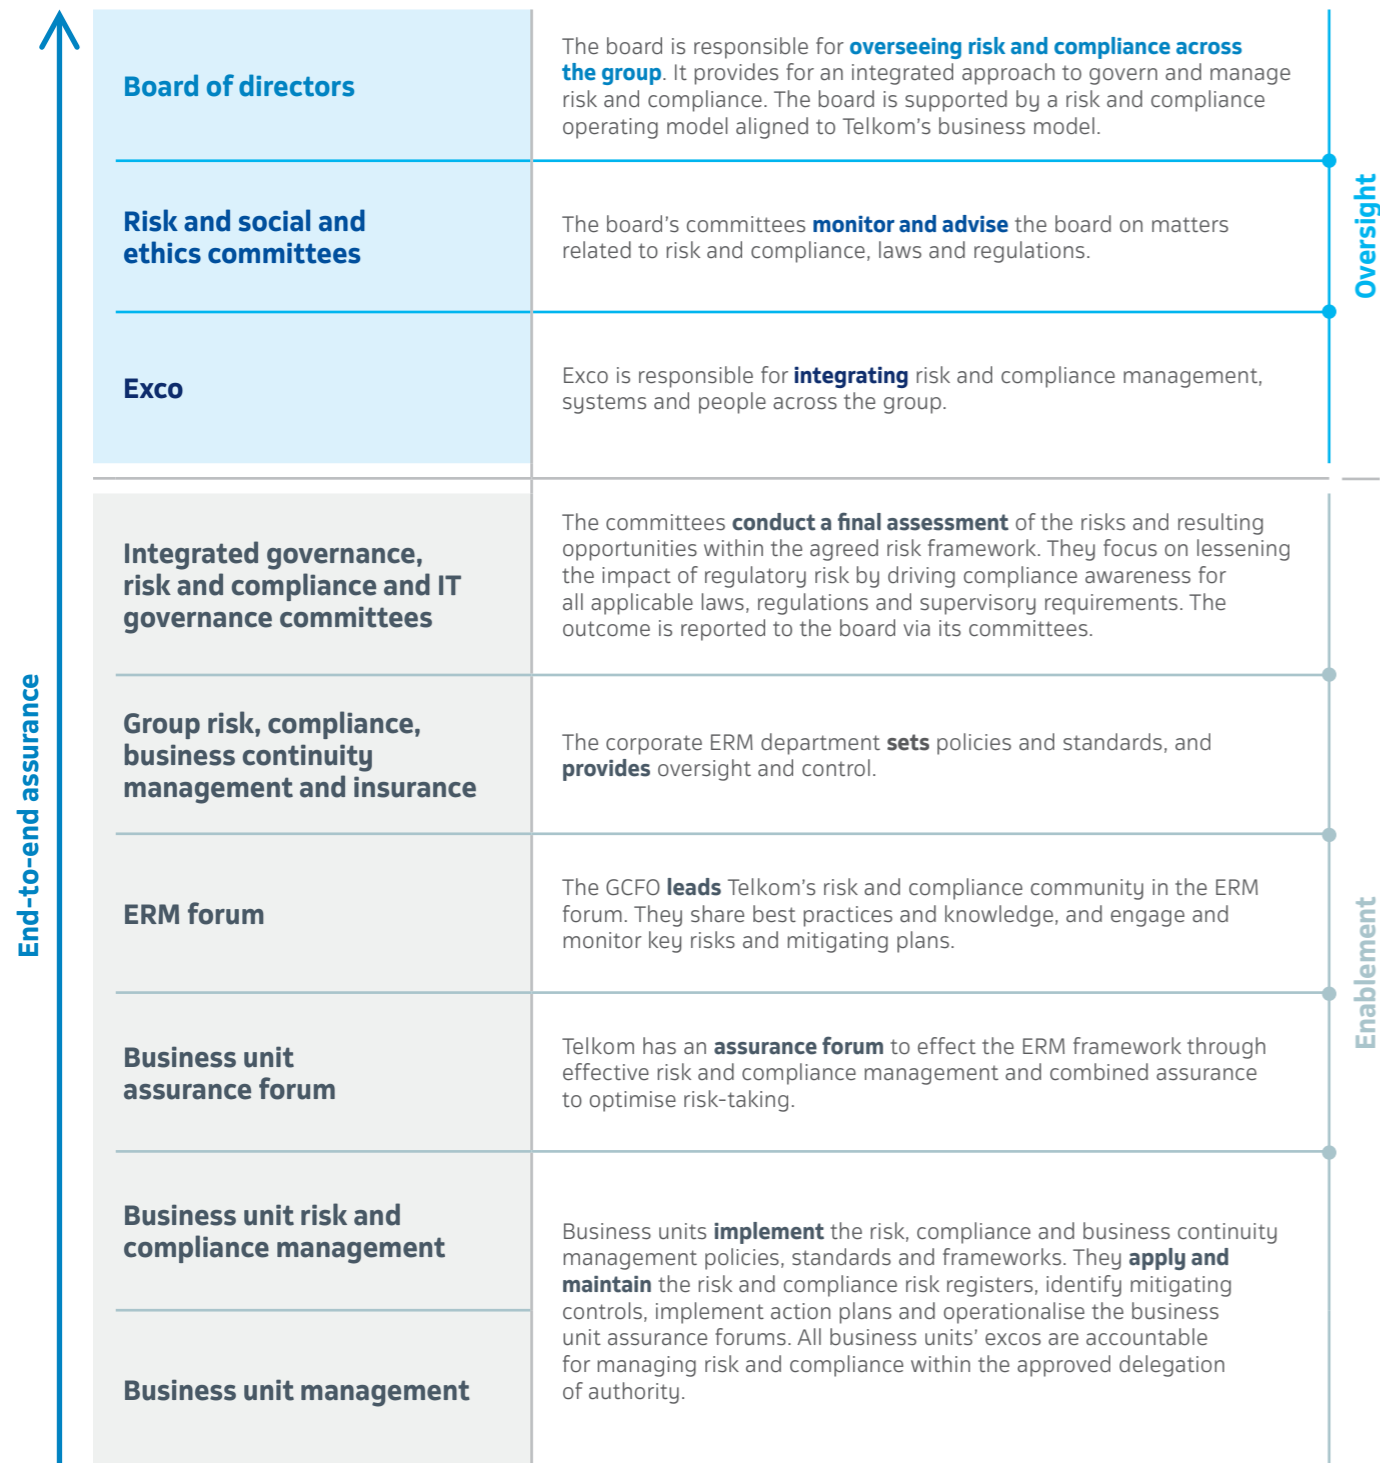 Board of directors
The board is responsible for overseeing risk and compliance across
the group. It provides for an integrated approach to govern and manage
risk and compliance. The board is supported by a risk and compliance
operating model aligned to Telkom's business model.
Risk and social and
ethics committees
The board's committees monitor and advise the board on matters
related to risk and compliance, laws and regulations.
Exco
Exco is responsible for integrating risk and compliance management,
systems and people across the group.
Oversight
Integrated governance,
risk and compliance and IT
governance committees
The committees conduct a final assessment of the risks and resulting
opportunities within the agreed risk framework. They focus on lessening
the impact of regulatory risk by driving compliance awareness for
all applicable laws, regulations and supervisory requirements. The
outcome is reported to the board via its committees.
Group risk, compliance,
business continuity
management and insurance
The corporate ERM department sets policies and standards, and
provides oversight and control.
ERM forum
The GCFO leads Telkom's risk and compliance community in the ERM
forum. They share best practices and knowledge, and engage and
monitor key risks and mitigating plans.
Business unit
assurance forum
Telkom has an assurance forum to effect the ERM framework through
effective risk and compliance management and combined assurance
to optimise risk-taking.
Business unit risk and
compliance management
Business unit management
Business units implement the risk, compliance and business continuity
management policies, standards and frameworks. They apply and
maintain the risk and compliance risk registers, identify mitigating
controls, implement action plans and operationalise the business
unit assurance forums. All business units' excos are accountable
for managing risk and compliance within the approved delegation
of authority.
Enablement
End-to-end assurance